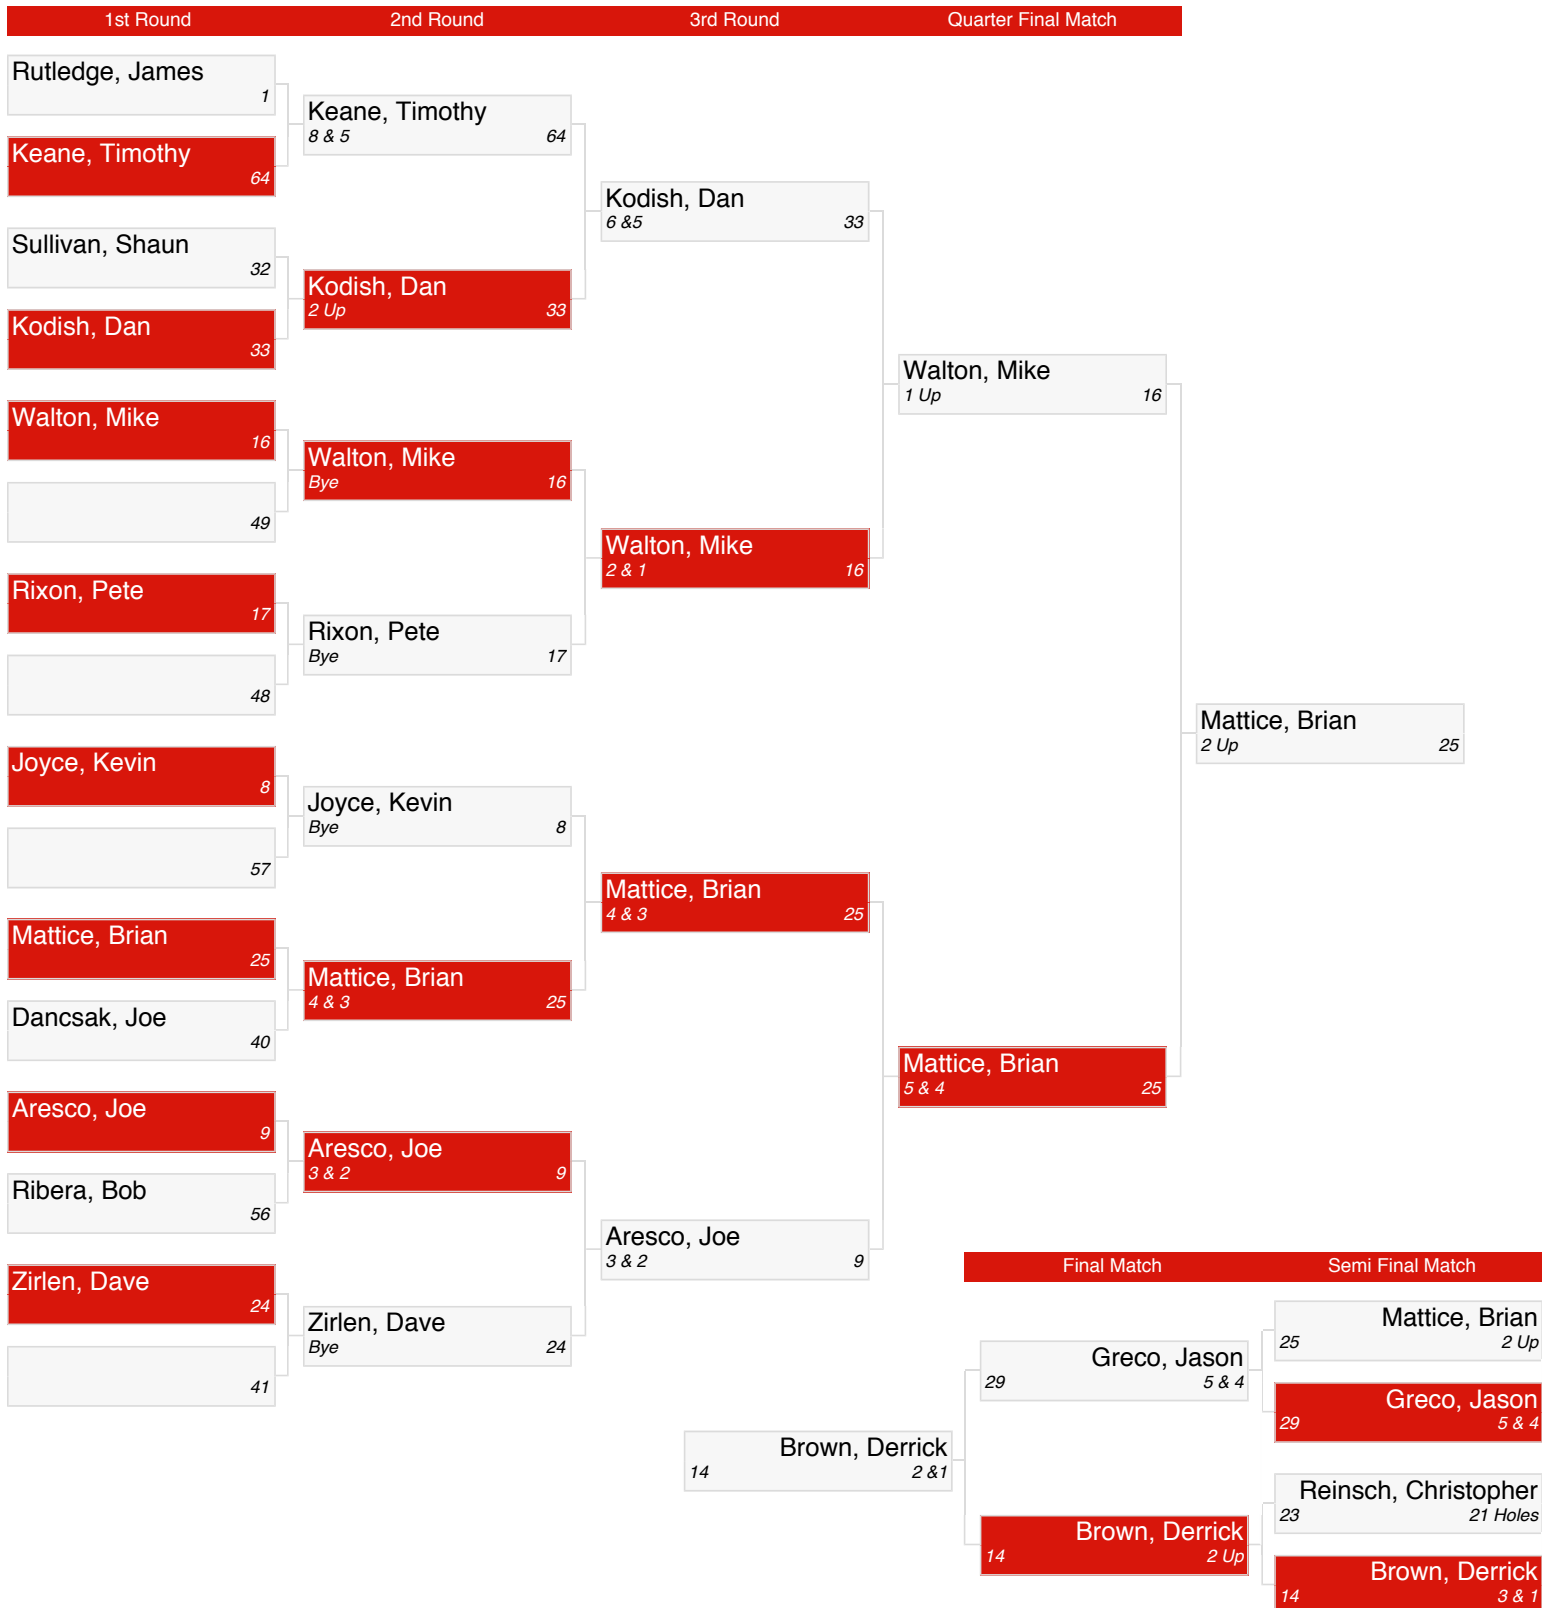 1st Round
2nd Round
3rd Round
Quarter Final Match
Rutledge, James
1
Keane, Timothy
64
Sullivan, Shaun
32
Kodish, Dan
33
Walton, Mike
16
49
Rixon, Pete
17
48
Joyce, Kevin
8
57
Mattice, Brian
25
Dancsak, Joe
40
Aresco, Joe
9
Ribera, Bob
56
Zirlen, Dave
24
41
Keane, Timothy
8 & 5 64
Kodish, Dan
2 Up 33
Walton, Mike
Bye 16
Rixon, Pete
Bye 17
Joyce, Kevin
Bye 8
Mattice, Brian
4 & 3 25
Aresco, Joe
3 & 2 9
Zirlen, Dave
Bye 24
Kodish, Dan
6 &5 33
Walton, Mike
2 & 1 16
Mattice, Brian
4 & 3 25
Aresco, Joe
3 & 2 9
Walton, Mike
1 Up 16
Mattice, Brian
5 & 4 25
Mattice, Brian
2 Up 25
Final Match
Semi Final Match
Mattice, Brian
25 2 Up
Greco, Jason
29 5 & 4
Reinsch, Christopher
23 21 Holes
Brown, Derrick
14 3 & 1
Greco, Jason
29 5 & 4
Brown, Derrick
14 2 Up
Brown, Derrick
14 2 &1